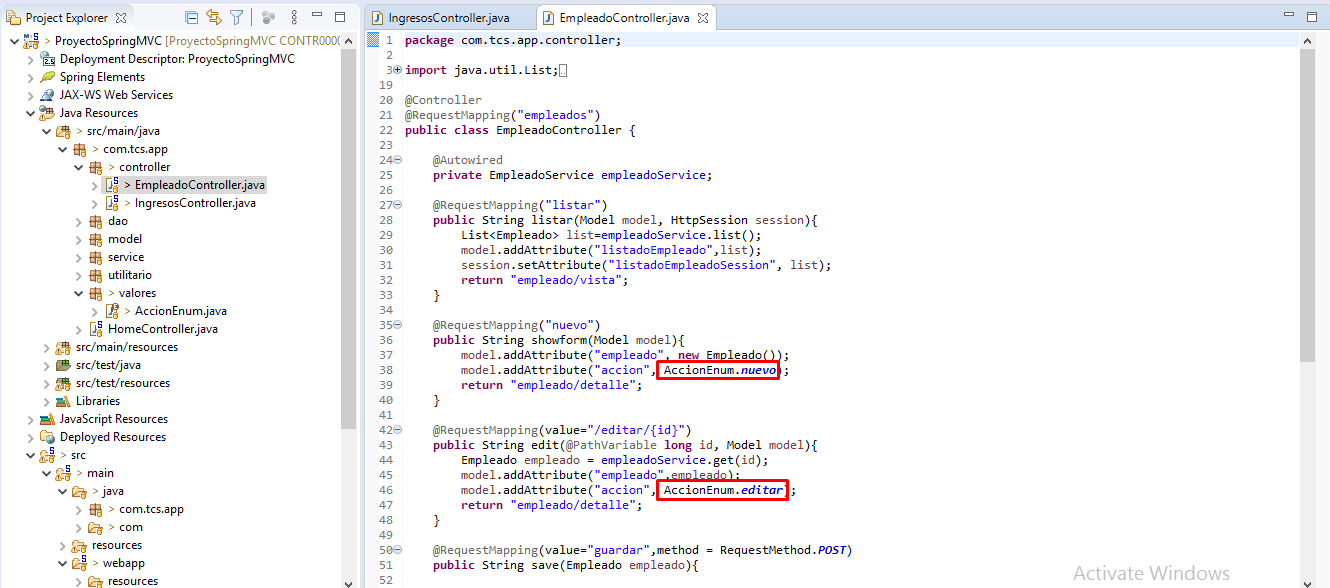 Project Explorer
> ProyectoSpringMVC [ProyectoSpringMVC CONTR0000
Deployment Descriptor: ProyectoSpringMVC
Spring Elements
JAX-WS Web Services
Java Resources
> src/main/java
> com.tcs.app
> controller
> EmpleadoController.java
> IngresosController.java
dao
model
service
utilitario
> valores
> AccionEnum.java
HomeController.java
src/main/resources
src/test/java
src/test/resources
Libraries
JavaScript Resources
Deployed Resources
> src
> main
> java
> com.tcs.app
> com
resources
> webapp
resources
IngresosController.java
EmpleadoController.java
1 package com.tcs.app.controller;
2
3 import java.util.List;
19
20 @Controller
21 @RequestMapping("empleados")
22 public class EmpleadoController {
23
24 @Autowired
25 private EmpleadoService empleadoService;
26
27 @RequestMapping("listar")
28 public String listar(Model model, HttpSession session){
29 List<Empleado> list=empleadoService.list();
30 model.addAttribute("listadoEmpleado",list);
31 session.setAttribute("listadoEmpleadoSession", list);
32 return "empleado/vista";
33 }
34
35 @RequestMapping("nuevo")
36 public String showform(Model model){
37 model.addAttribute("empleado", new Empleado());
38 model.addAttribute("accion", AccionEnum.nuevo);
39 return "empleado/detalle";
40 }
41
42 @RequestMapping(value="/editar/{id}")
43 public String edit(@PathVariable long id, Model model){
44 Empleado empleado = empleadoService.get(id);
45 model.addAttribute("empleado",empleado);
46 model.addAttribute("accion", AccionEnum.editar);
47 return "empleado/detalle";
48 }
49
50 @RequestMapping(value="guardar",method = RequestMethod.POST)
51 public String save(Empleado empleado){
52
Activate Windows